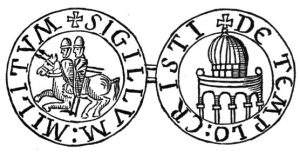 ✠ SIGILLVM : MILITVM
✠ DE TEMPLO : CRISTI